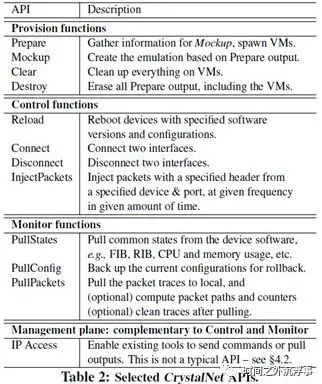 API Description
Provision functions
Prepare Gather information for Mockup, spawn VMs.
Mockup Create the emulation based on Prepare output.
Clear Clean up everything on VMs.
Destroy Erase all Prepare output, including the VMs.
Control functions
Reload Reboot devices with specified software
versions and configurations.
Connect Connect two interfaces.
Disconnect Disconnect two interfaces.
InjectPackets Inject packets with a specified header from
a specified device & port, at given frequency
in given amount of time.
Monitor functions
PullStates Pull common states from the device software,
e.g., FIB, RIB, CPU and memory usage, etc.
PullConfig Back up the current configurations for rollback.
PullPackets Pull the packet traces to local, and
(optional) compute packet paths and counters
(optional) clean traces after pulling.
Management plane: complementary to Control and Monitor
IP Access Enable existing tools to send commands or pull
outputs. This is not a typical API – see §4.2.
Table 2: Selected CrystalNet APIs.
时间之外沉浮事